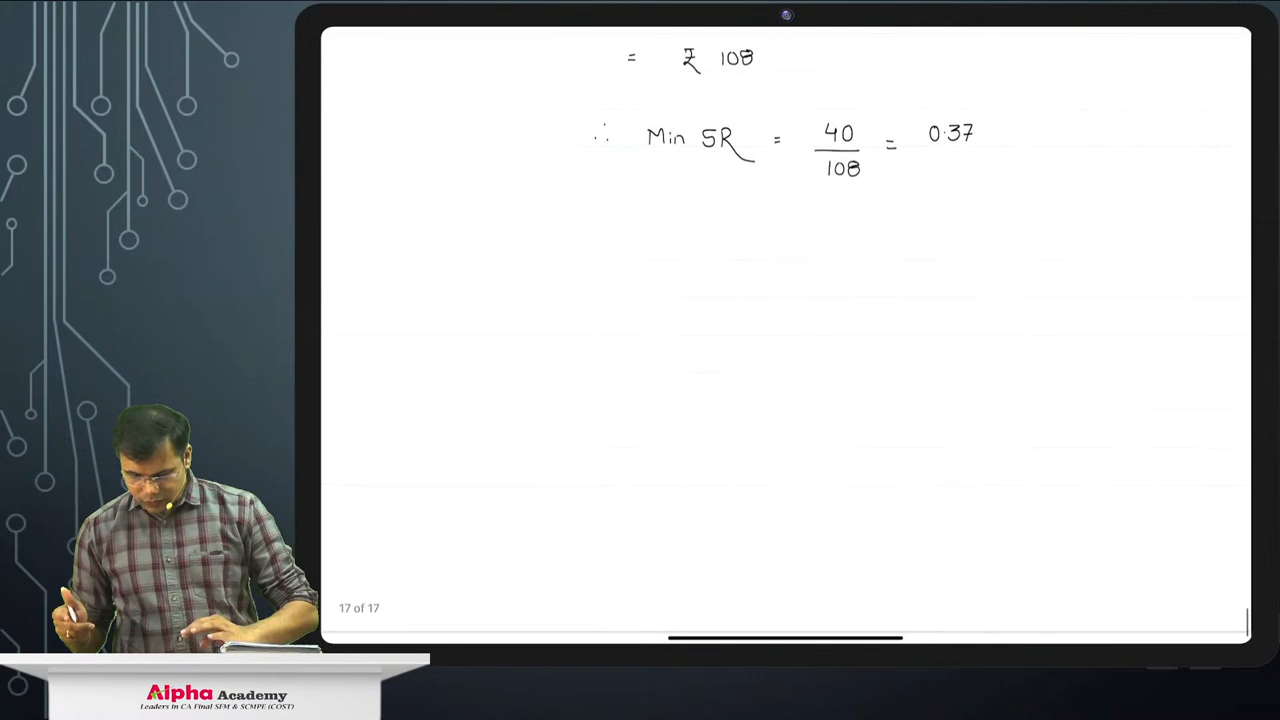 = ₹ 108
∴ Min SR = 40/108 = 0.37
17 of 17
Alpha Academy
Leaders in CA Final SFM & SCMPE (COST)